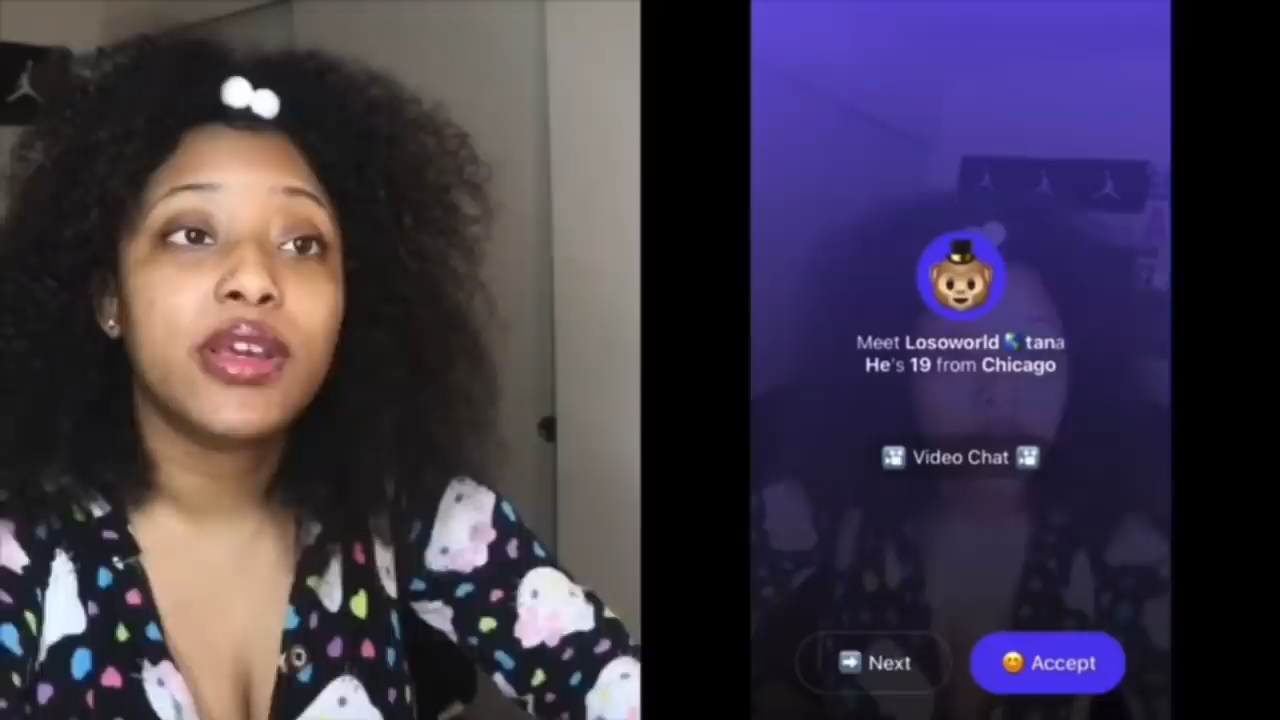 Meet Losoworld🌎 tana
He's 19 from Chicago
🎦 Video Chat 🎦
➡️ Next
😊 Accept